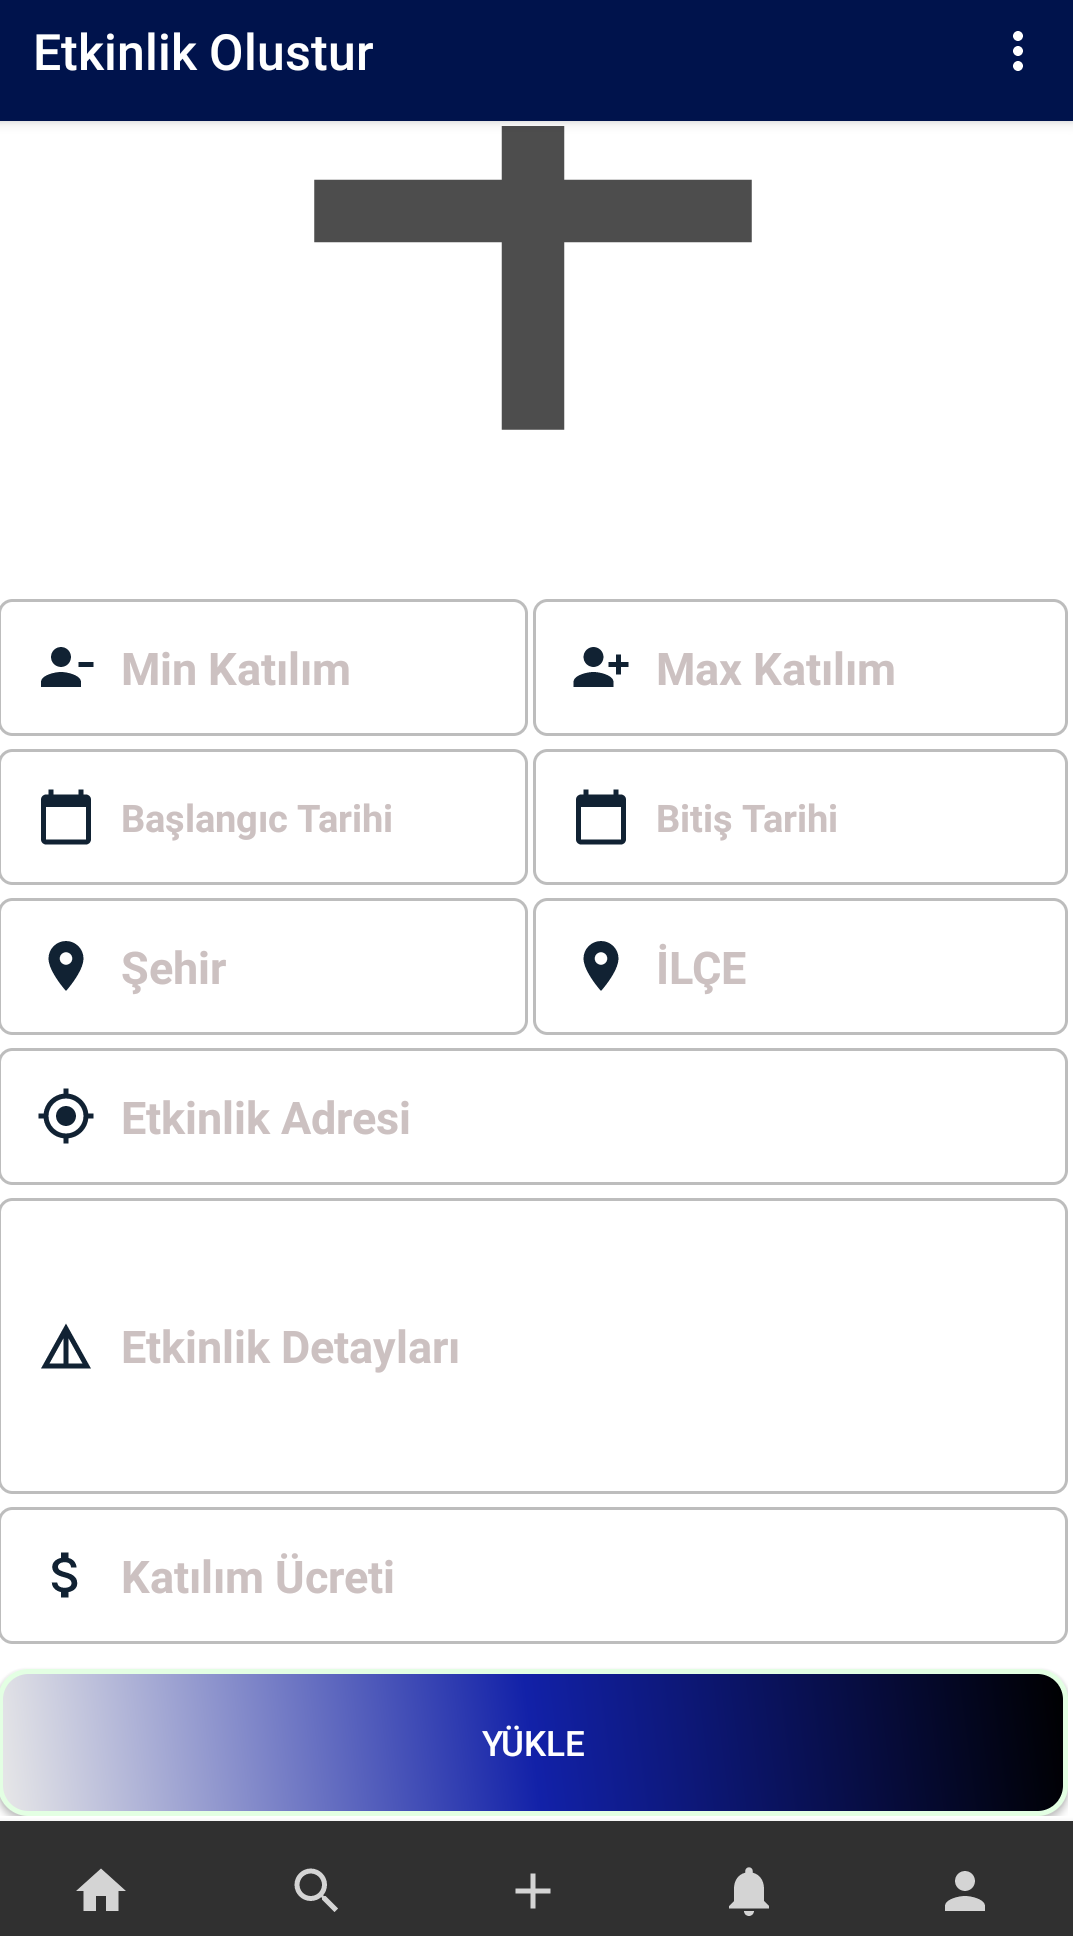 Etkinlik Olustur
Min Katılım
Max Katılım
Başlangıc Tarihi
Bitiş Tarihi
Şehir
İLÇE
Etkinlik Adresi
Etkinlik Detayları
Katılım Ücreti
YÜKLE